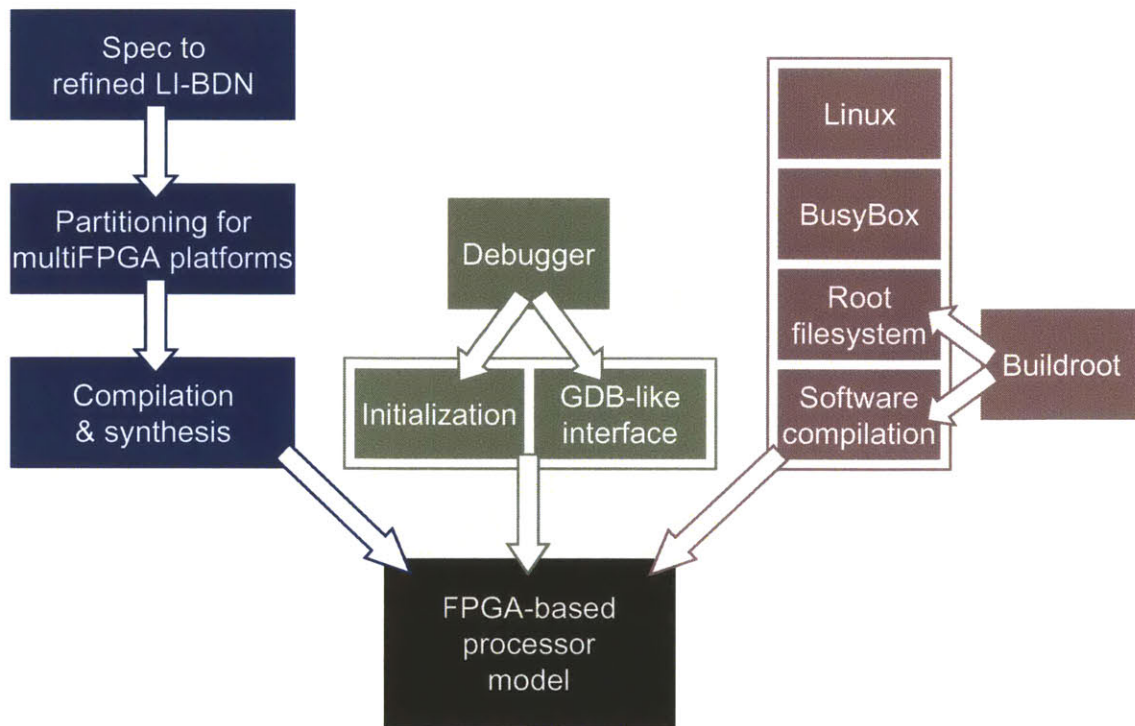 Spec to
refined LI-BDN
Partitioning for
multiFPGA platforms
Compilation
& synthesis
Debugger
Initialization
GDB-like
interface
Linux
BusyBox
Root
filesystem
Software
compilation
Buildroot
FPGA-based
processor
model